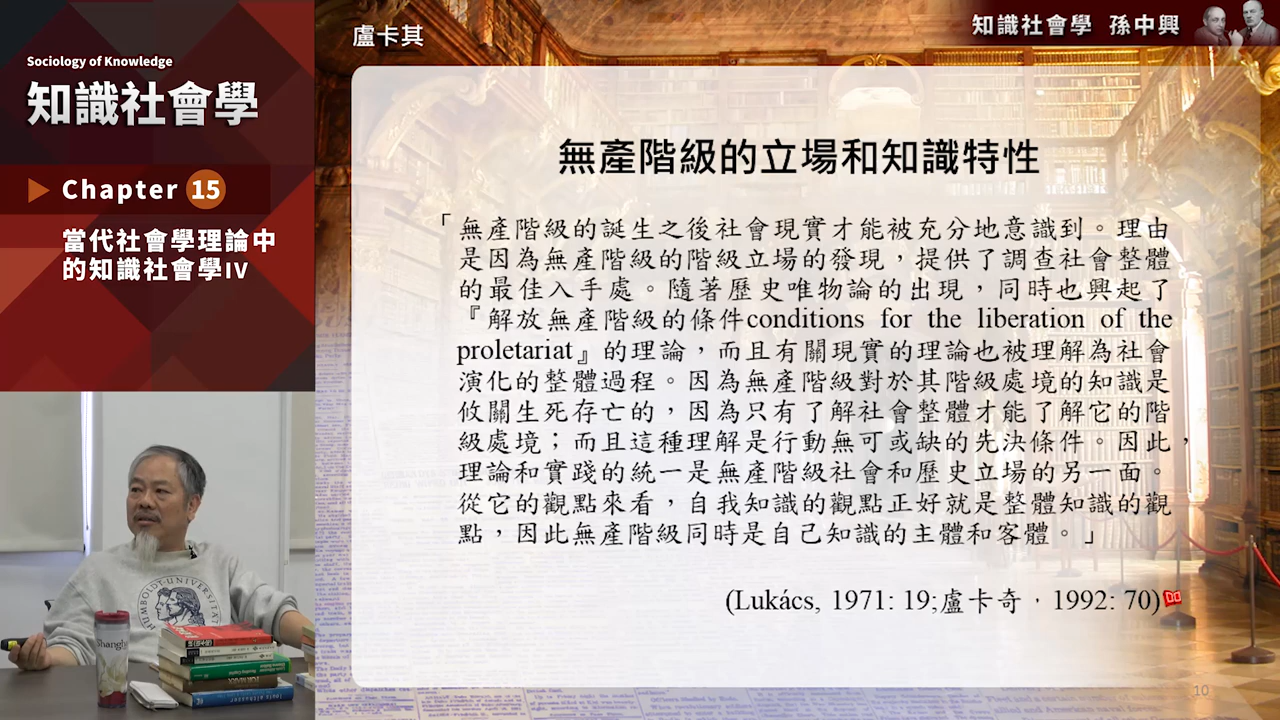 Sociology of Knowledge
知識社會學
Chapter 15
當代社會學理論中
的知識社會學IV
盧卡其
知識社會學 孫中興
無產階級的立場和知識特性
「無產階級的誕生之後社會現實才能被充分地意識到。理由
是因為無產階級的階級立場的發現，提供了調查社會整體
的最佳入手處。隨著歷史唯物論的出現，同時也興起了
『解放無產階級的條件conditions for the liberation of the
proletariat』的理論，而且有關現實的理論也被理解為社會
演化的整體過程。因為無產階級對於其階級處境的知識是
攸關生死存亡的，因為只有了解社會整體才能了解它的階
級處境；而且這種理解是行動無可或缺的先決條件。因此，
理論和實踐的統一是無產階級社會和歷史立場的另一面。
從它的觀點來看，自我知識的觀點正好就是整體知識的觀
點，因此無產階級同時是自己知識的主體和客體。」
(Lukács, 1971: 19;盧卡奇，1992: 70)
10
HUMBOLDT-UNIVERSITÄT
Shanghai